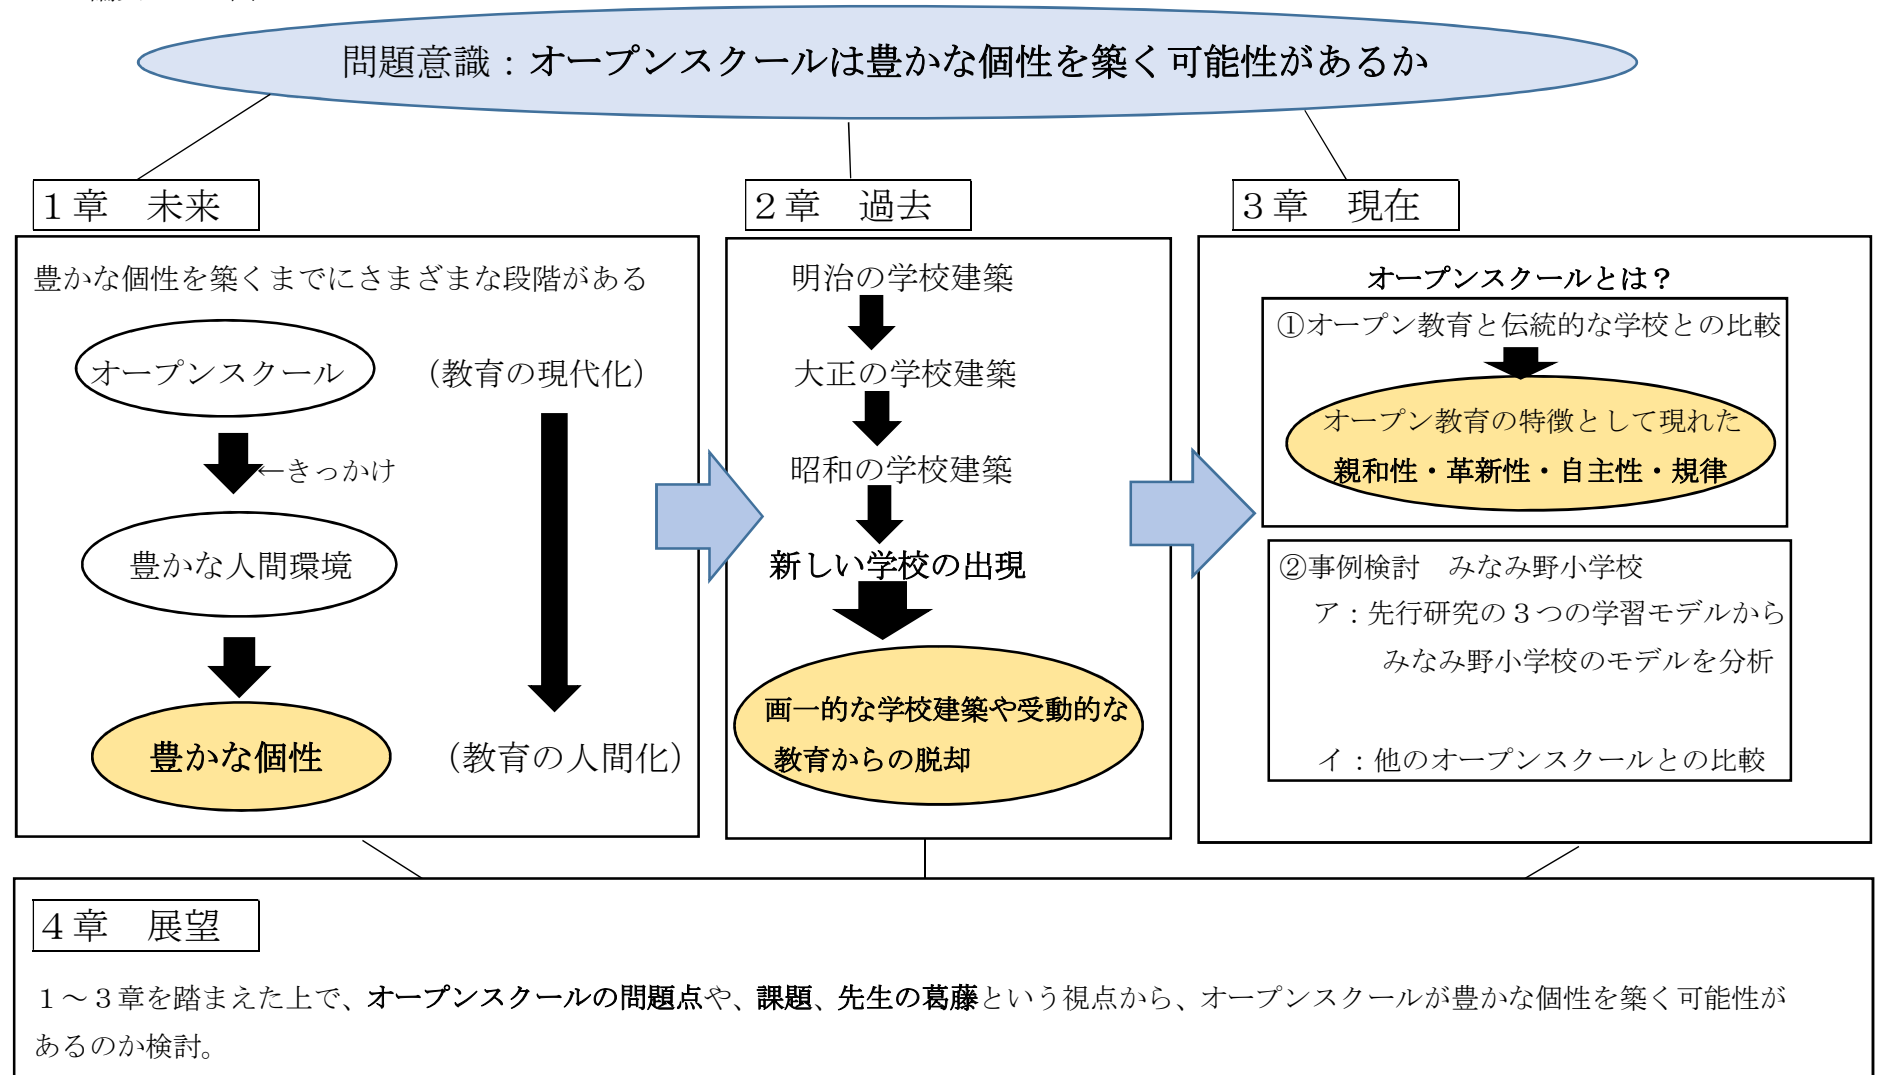 問題意識：オープンスクールは豊かな個性を築く可能性があるか
１章　未来
豊かな個性を築くまでにさまざまな段階がある
オープンスクール
（教育の現代化）
←きっかけ
豊かな人間環境
豊かな個性
（教育の人間化）
２章　過去
明治の学校建築
大正の学校建築
昭和の学校建築
新しい学校の出現
画一的な学校建築や受動的な
教育からの脱却
３章　現在
オープンスクールとは？
①オープン教育と伝統的な学校との比較
オープン教育の特徴として現れた
親和性・革新性・自主性・規律
②事例検討　みなみ野小学校
ア：先行研究の３つの学習モデルから
みなみ野小学校のモデルを分析
イ：他のオープンスクールとの比較
４章　展望
１～３章を踏まえた上で、オープンスクールの問題点や、課題、先生の葛藤という視点から、オープンスクールが豊かな個性を築く可能性が
あるのか検討。